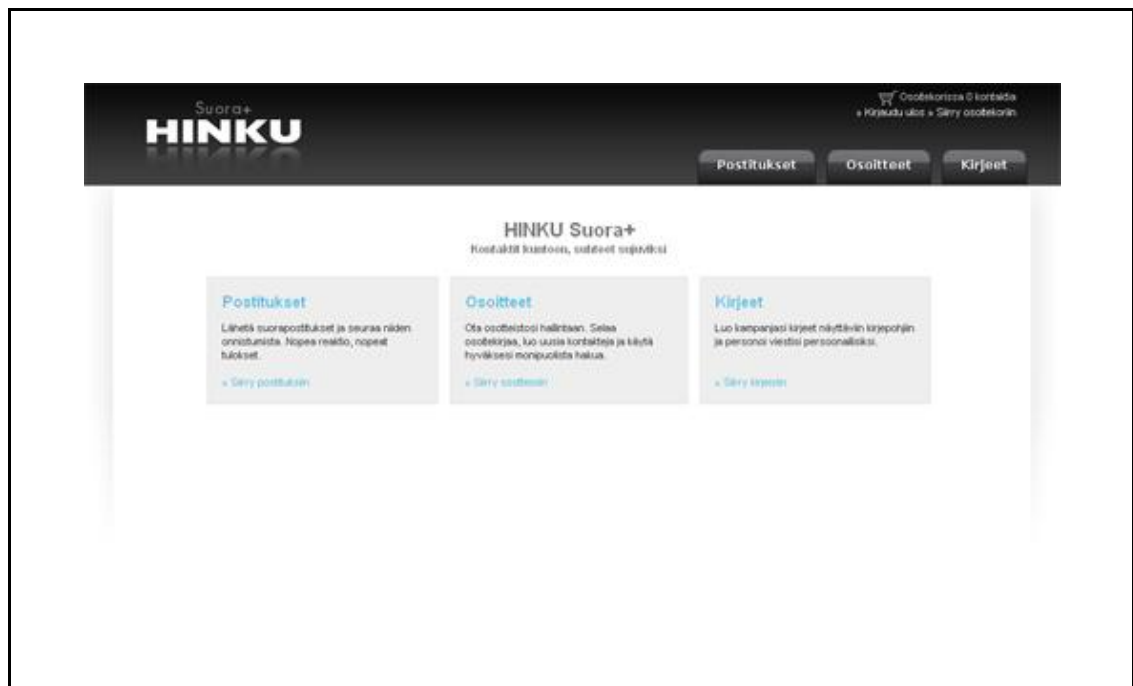 Suora+
HINKU
Osoitekorissa 0 kontaktia
» Kirjaudu ulos » Siirry osoitekoriin
Postitukset Osoitteet Kirjeet
HINKU Suora+
Kontaktit kuntoon, suhteet sujuviksi
Postitukset
Lähetä suorapostitukset ja seuraa niiden
onnistumista. Nopea reaktio, nopeat
tulokset.
» Siirry postituksiin
Osoitteet
Ota osoitteistosi hallintaan. Selaa
osoitekirjaa, luo uusia kontakteja ja käytä
hyväksesi monipuolista hakua.
» Siirry osoitteisiin
Kirjeet
Luo kampanjasi kirjeet näyttäviin kirjepohjiin
ja personoi viestisi persoonallisiksi.
» Siirry kirjeisiin